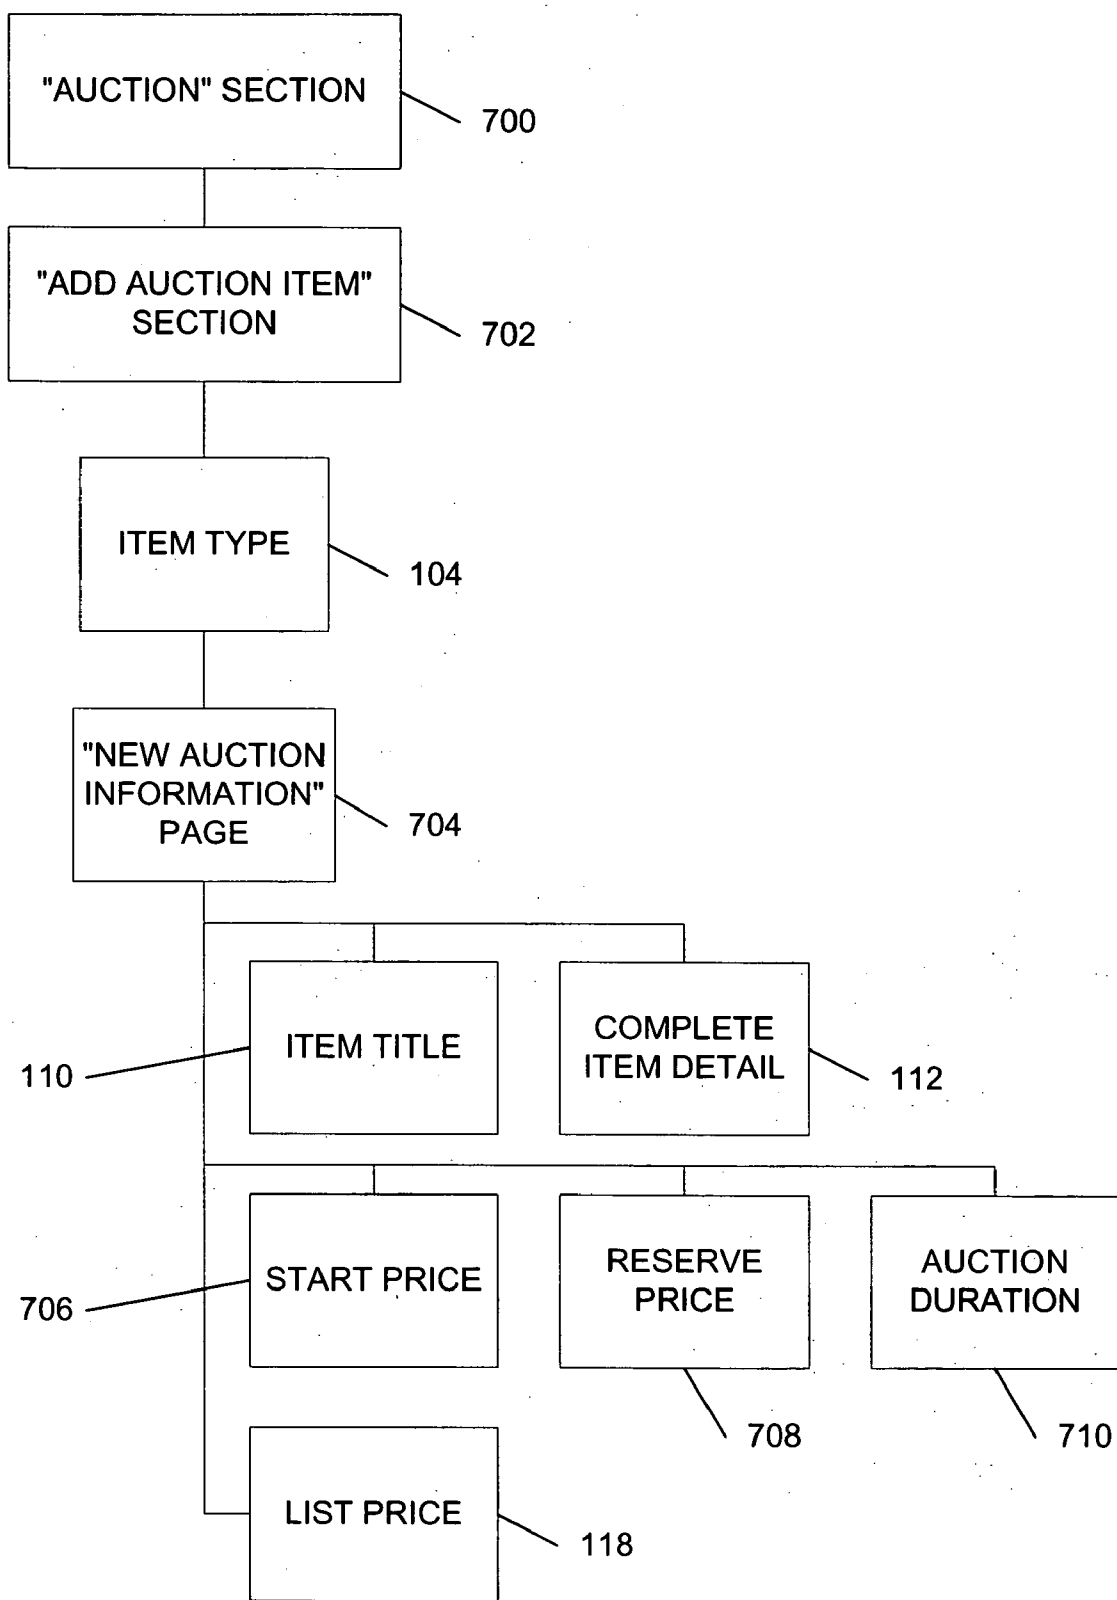 "AUCTION" SECTION
700
"ADD AUCTION ITEM"
SECTION
702
ITEM TYPE
104
"NEW AUCTION
INFORMATION"
PAGE
704
ITEM TITLE
110
COMPLETE
ITEM DETAIL
112
START PRICE
706
RESERVE
PRICE
708
AUCTION
DURATION
710
LIST PRICE
118